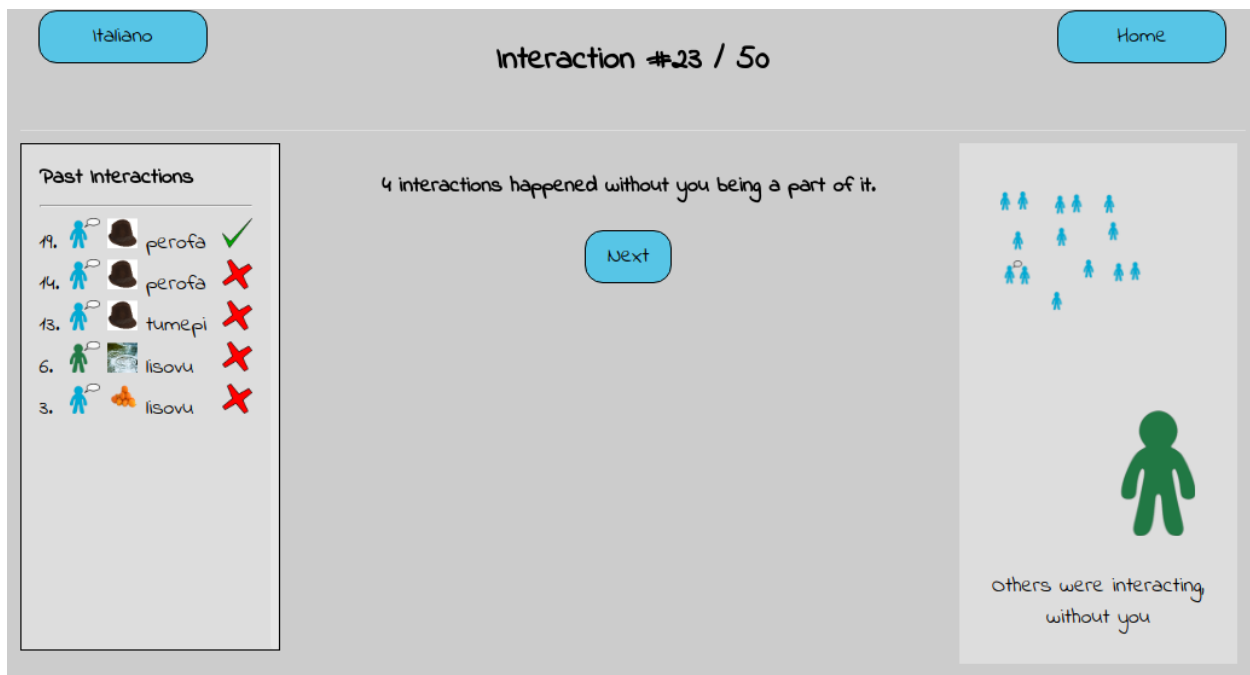 Italiano
Interaction #23 / 50
Home
Past Interactions
19. perofa
14. perofa
13. tumepi
6. lisovu
3. lisovu
4 interactions happened without you being a part of it.
Next
Others were interacting,
without you